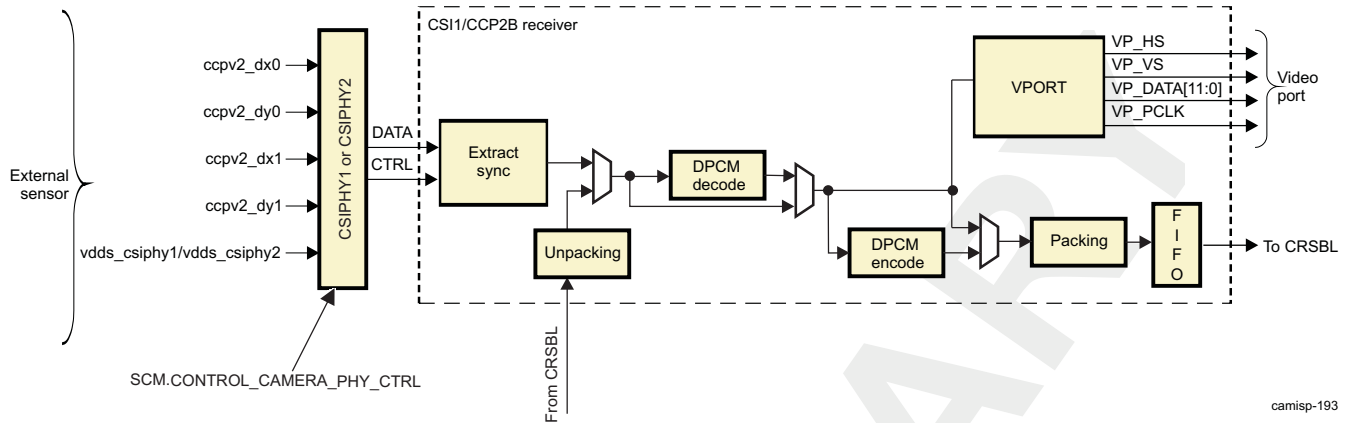 CSI1/CCP2B receiver
External
sensor
ccpv2_dx0
ccpv2_dy0
ccpv2_dx1
ccpv2_dy1
vdds_csiphy1/vdds_csiphy2
CSIPHY1 or CSIPHY2
SCM.CONTROL_CAMERA_PHY_CTRL
DATA
CTRL
Extract
sync
Unpacking
From CRSBL
DPCM
decode
DPCM
encode
VPORT
VP_HS
VP_VS
VP_DATA[11:0]
VP_PCLK
Video
port
Packing
F
I
F
O
To CRSBL
camisp-193